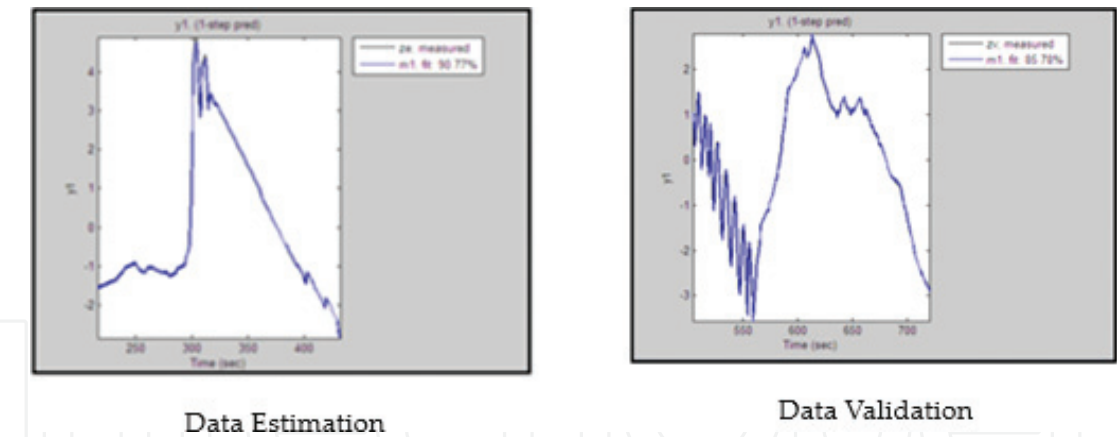 y1. (1-step pred)
ze: measured
m1. fit: 90.77%
4
3
2
1
0
-1
-2
y1
250 300 400
Time (sec)
Data Estimation
y1. (1-step pred)
zv: measured
m1. fit: 85.78%
2
1
0
-1
-2
-3
y1
550 600 650 700
Time (sec)
Data Validation